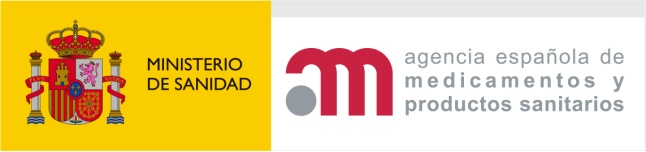 MINISTERIO
DE SANIDAD
agencia española de
medicamentos y
productos sanitarios